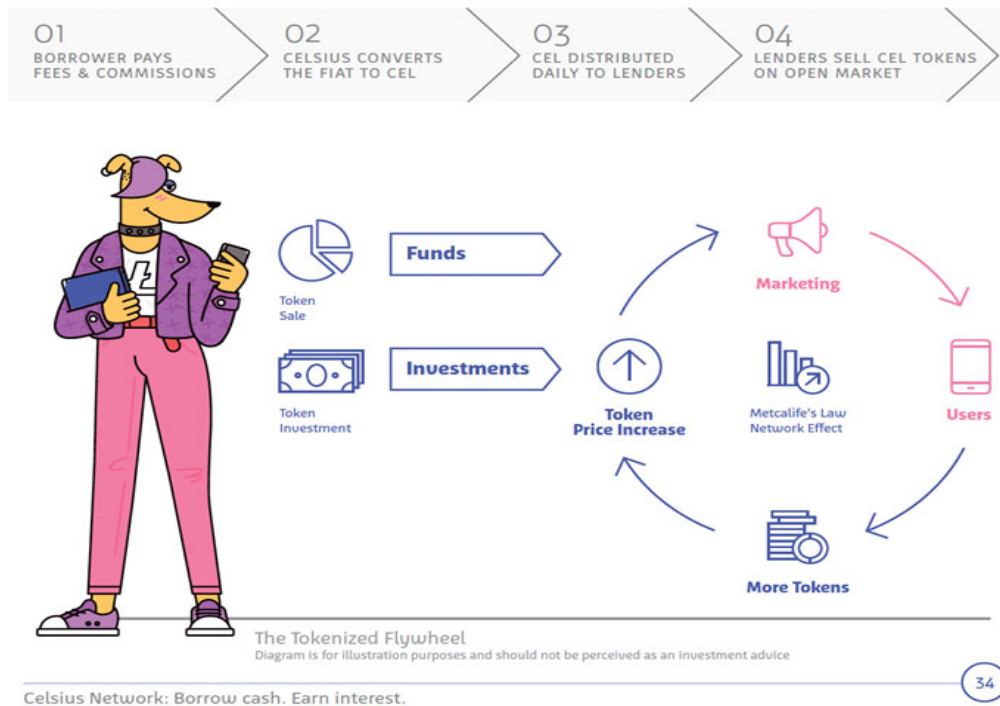 01
BORROWER PAYS
FEES & COMMISSIONS
02
CELSIUS CONVERTS
THE FIAT TO CEL
03
CEL DISTRIBUTED
DAILY TO LENDERS
04
LENDERS SELL CEL TOKENS
ON OPEN MARKET
Token
Sale
Funds
Token
Investment
Investments
Token
Price Increase
Marketing
Metcalife's Law
Network Effect
Users
More Tokens
The Tokenized Flywheel
Diagram is for illustration purposes and should not be perceived as an investment advice
Celsius Network: Borrow cash. Earn interest.
34